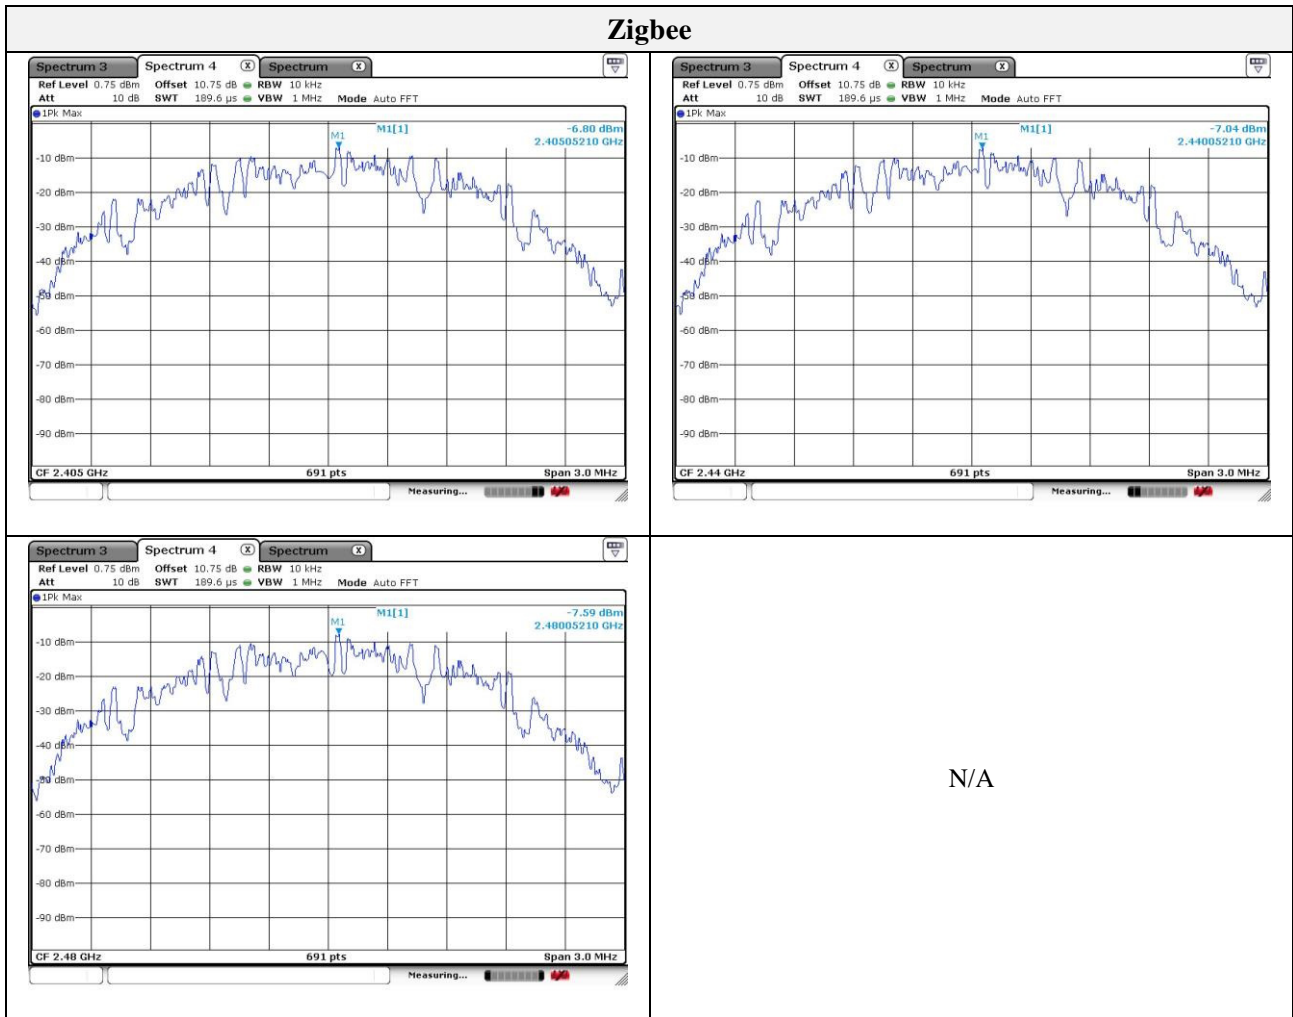 Zigbee
Spectrum 3 Spectrum 4 X Spectrum X
Ref Level 0.75 dBm Offset 10.75 dB RBW 10 kHz
Att 10 dB SWT 189.6 µs VBW 1 MHz Mode Auto FFT
1Pk Max
M1[1] -6.80 dBm
2.40505210 GHz
M1
-10 dBm
-20 dBm
-30 dBm
-40 dBm
-50 dBm
-60 dBm
-70 dBm
-80 dBm
-90 dBm
CF 2.405 GHz 691 pts Span 3.0 MHz
Measuring...
Spectrum 3 Spectrum 4 X Spectrum X
Ref Level 0.75 dBm Offset 10.75 dB RBW 10 kHz
Att 10 dB SWT 189.6 µs VBW 1 MHz Mode Auto FFT
1Pk Max
M1[1] -7.04 dBm
2.44005210 GHz
M1
-10 dBm
-20 dBm
-30 dBm
-40 dBm
-50 dBm
-60 dBm
-70 dBm
-80 dBm
-90 dBm
CF 2.44 GHz 691 pts Span 3.0 MHz
Measuring...
Spectrum 3 Spectrum 4 X Spectrum X
Ref Level 0.75 dBm Offset 10.75 dB RBW 10 kHz
Att 10 dB SWT 189.6 µs VBW 1 MHz Mode Auto FFT
1Pk Max
M1[1] -7.59 dBm
2.48005210 GHz
M1
-10 dBm
-20 dBm
-30 dBm
-40 dBm
-50 dBm
-60 dBm
-70 dBm
-80 dBm
-90 dBm
CF 2.48 GHz 691 pts Span 3.0 MHz
Measuring...
N/A